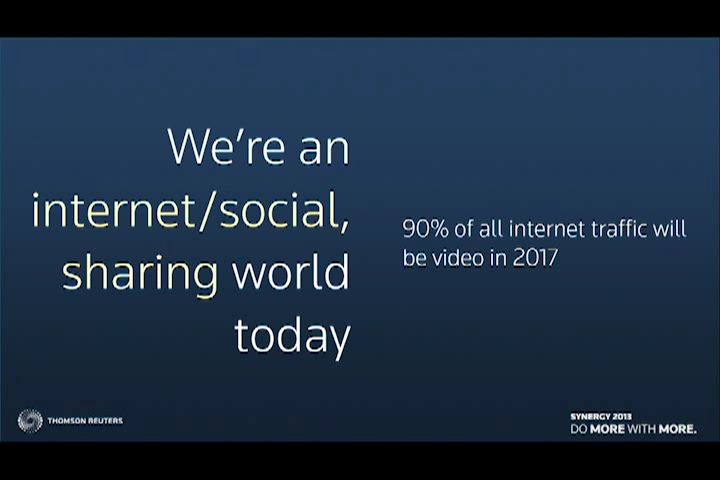 We're an
internet/social,
sharing world
today
90% of all internet traffic will
be video in 2017
THOMSON REUTERS
SYNERGY 2013
DO MORE WITH MORE.